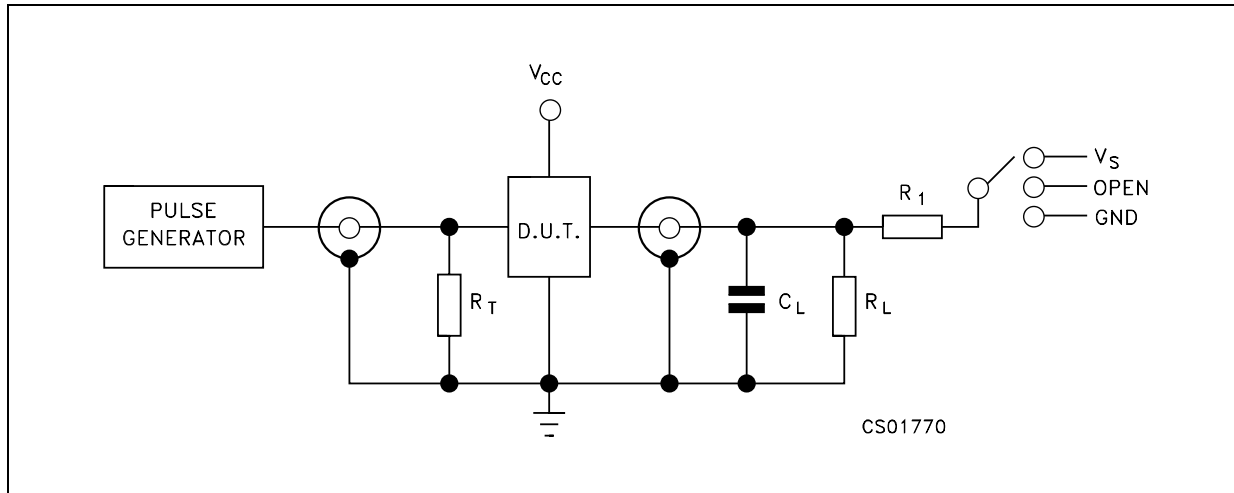 VCC
VS
OPEN
GND
R1
PULSE
GENERATOR
D.U.T.
RT
CL
RL
CS01770